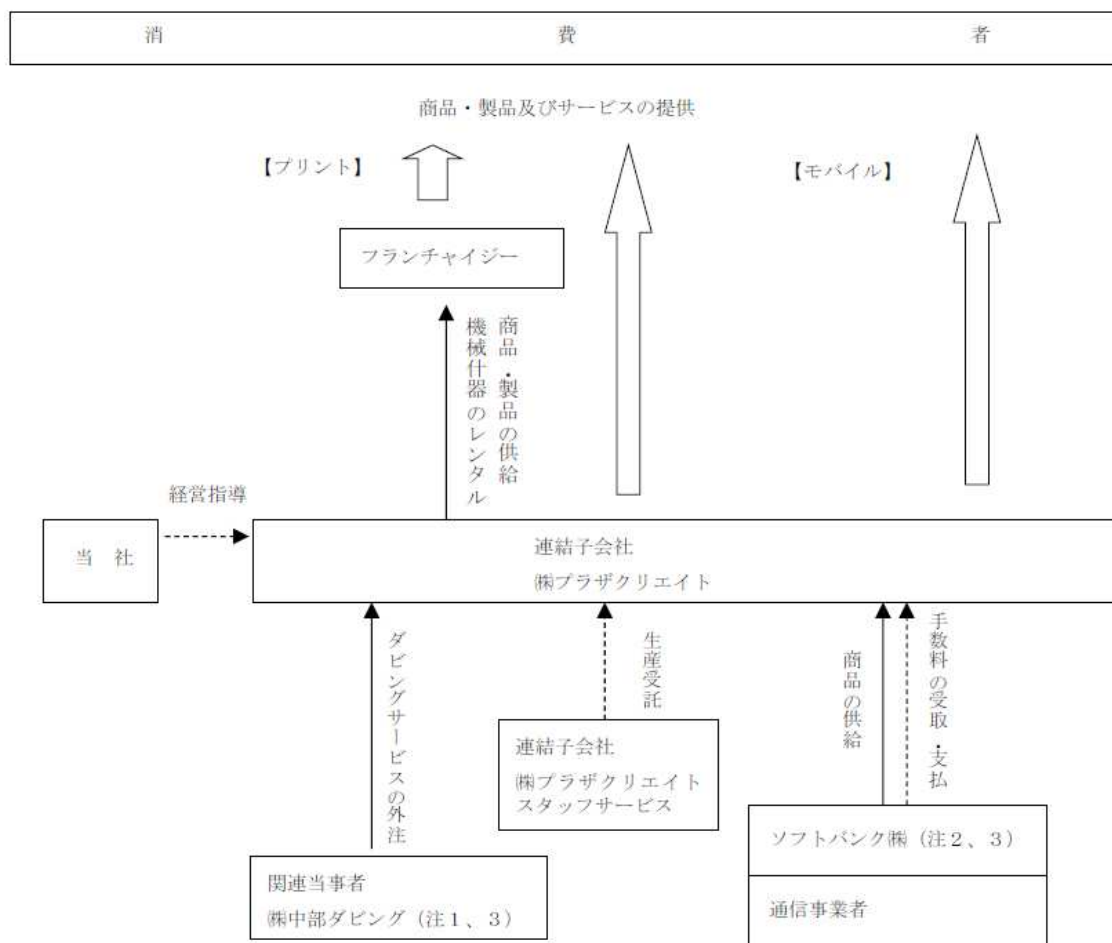 消 費 者
商品・製品及びサービスの提供
【プリント】
【モバイル】
フランチャイジー
商品・製品の供給
機械什器のレンタル
経営指導
当 社
連結子会社
㈱プラザクリエイト
ダビングサービスの外注
生産受託
商品の供給
手数料の受取・支払
連結子会社
㈱プラザクリエイト
スタッフサービス
ソフトバンク㈱（注２、３）
通信事業者
関連当事者
㈱中部ダビング（注１、３）